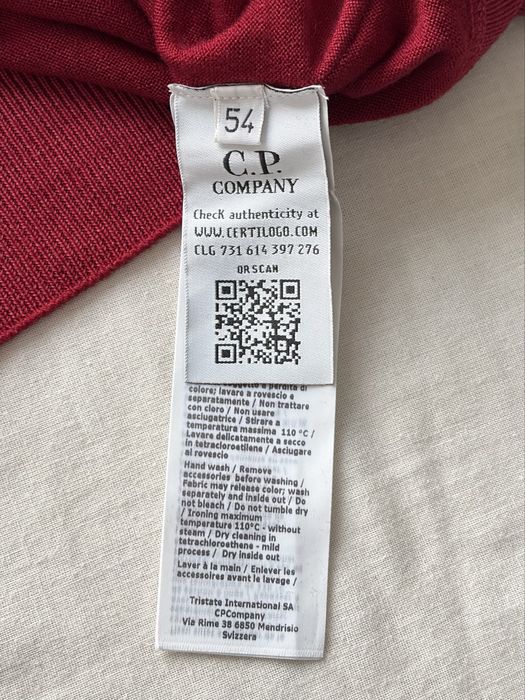 54
C.P.
COMPANY
Check authenticity at
WWW.CERTILOGO.COM
CLG 731 614 397 276
QR SCAN
soggetto a perdita di
colore; lavare a rovescio e
separatamente / Non trattare
con cloro / Non usare
asciugatrice / Stirare a
temperatura massima 110 °C /
Lavare delicatamente a secco
in tetracloroetilene / Asciugare
al rovescio
Hand wash / Remove
accessories before washing /
Fabric may release color; wash
separately and inside out / Do
not bleach / Do not tumble dry
/ Ironing maximum
temperature 110°C - without
steam / Dry cleaning in
tetrachloroethene - mild
process / Dry inside out
Laver à la main / Enlever les
accessoires avant le lavage /
Tristate International SA
CPCompany
Via Rime 38 6850 Mendrisio
Svizzera